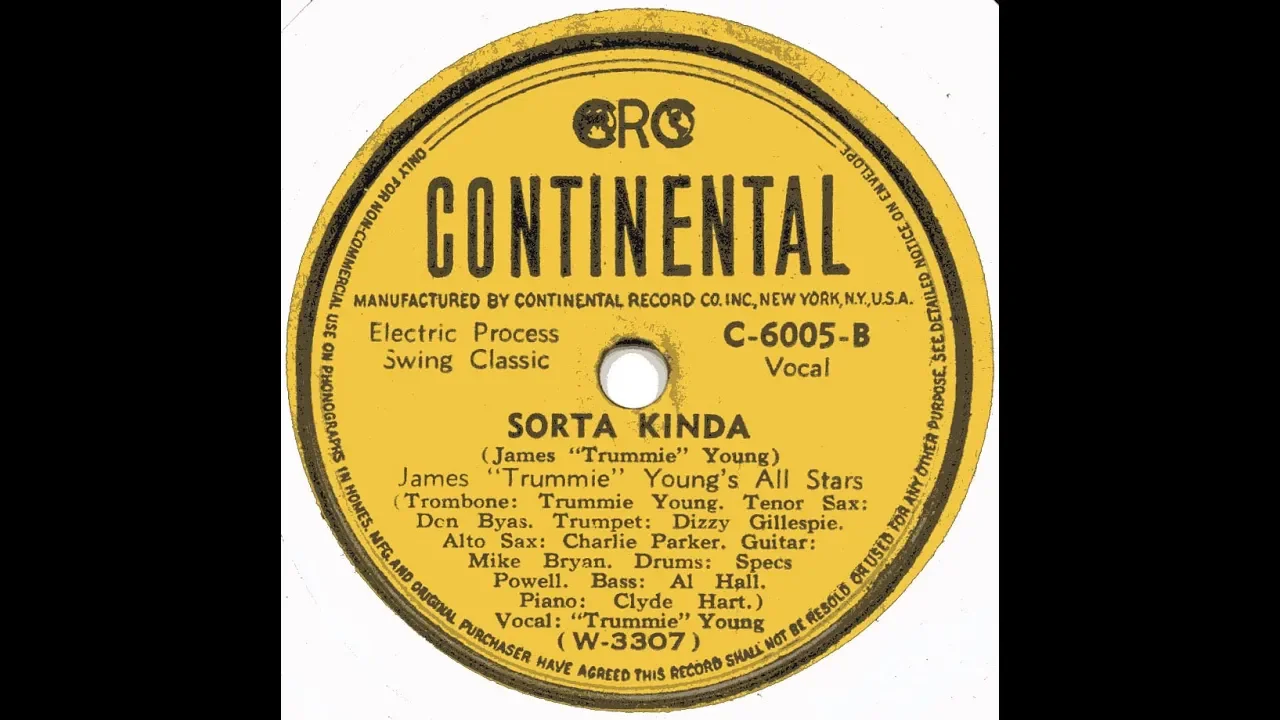 CRC
CONTINENTAL
MANUFACTURED BY CONTINENTAL RECORD CO. INC., NEW YORK, N.Y., U.S.A.
Electric Process
Swing Classic
C-6005-B
Vocal
SORTA KINDA
(James "Trummie" Young)
James "Trummie" Young's All Stars
(Trombone: Trummie Young. Tenor Sax:
Don Byas. Trumpet: Dizzy Gillespie.
Alto Sax: Charlie Parker. Guitar:
Mike Bryan. Drums: Specs
Powell. Bass: Al Hall.
Piano: Clyde Hart.)
Vocal: "Trummie" Young
(W-3307)
ONLY FOR NON-COMMERCIAL USE ON PHONOGRAPHS IN HOMES. MFG. AND ORIGINAL PURCHASER HAVE AGREED THIS RECORD SHALL NOT BE RESOLD OR USED FOR ANY OTHER PURPOSE. SEE DETAILED NOTICE ON ENVELOPE